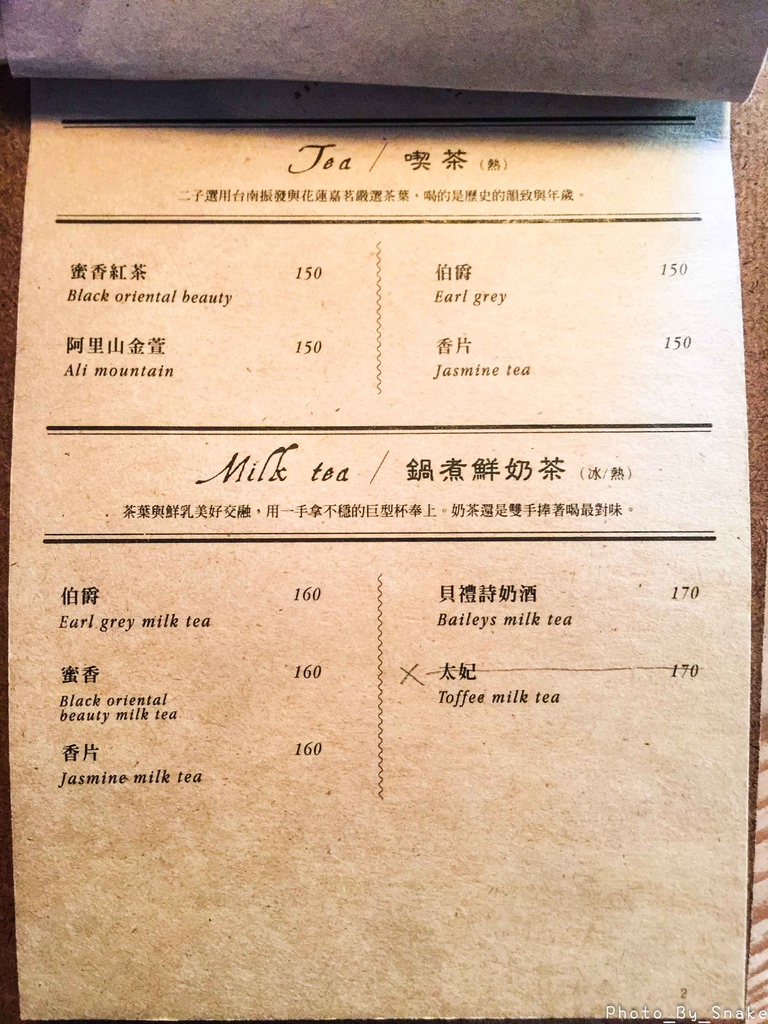 Tea / 喫茶 (熱)
二子選用台南振發與花蓮嘉茗嚴選茶葉，喝的是歷史的韻致與年歲。
蜜香紅茶 150
Black oriental beauty
阿里山金萱 150
Ali mountain
伯爵 150
Earl grey
香片 150
Jasmine tea
Milk tea / 鍋煮鮮奶茶 (冰/熱)
茶葉與鮮乳美好交融，用一手拿不穩的巨型杯奉上。奶茶還是雙手捧著喝最對味。
伯爵 160
Earl grey milk tea
蜜香 160
Black oriental
beauty milk tea
香片 160
Jasmine milk tea
貝禮詩奶酒 170
Baileys milk tea
太妃 170
Toffee milk tea
2
Photo_By_Snake